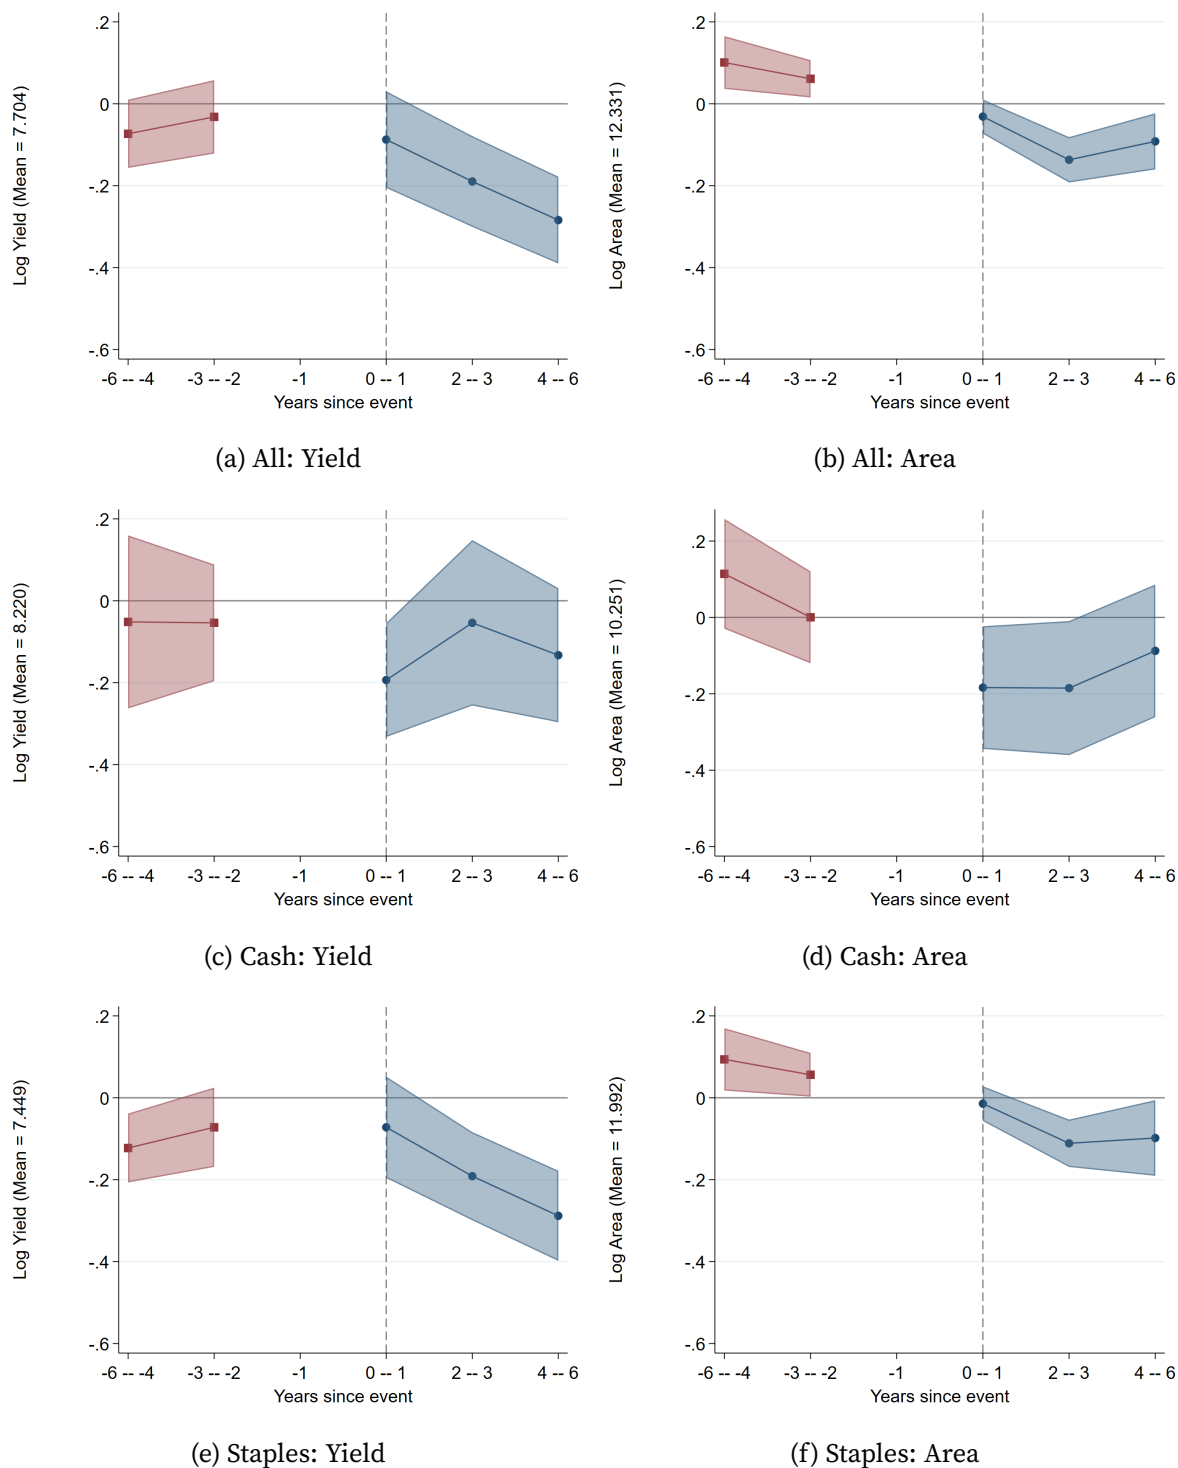 Log Yield (Mean = 7.704)
.2
0
-.2
-.4
-.6
-6 -- -4 -3 -- -2 -1 0 -- 1 2 -- 3 4 -- 6
Years since event
(a) All: Yield
Log Area (Mean = 12.331)
.2
0
-.2
-.4
-.6
-6 -- -4 -3 -- -2 -1 0 -- 1 2 -- 3 4 -- 6
Years since event
(b) All: Area
Log Yield (Mean = 8.220)
.2
0
-.2
-.4
-.6
-6 -- -4 -3 -- -2 -1 0 -- 1 2 -- 3 4 -- 6
Years since event
(c) Cash: Yield
Log Area (Mean = 10.251)
.2
0
-.2
-.4
-.6
-6 -- -4 -3 -- -2 -1 0 -- 1 2 -- 3 4 -- 6
Years since event
(d) Cash: Area
Log Yield (Mean = 7.449)
.2
0
-.2
-.4
-.6
-6 -- -4 -3 -- -2 -1 0 -- 1 2 -- 3 4 -- 6
Years since event
(e) Staples: Yield
Log Area (Mean = 11.992)
.2
0
-.2
-.4
-.6
-6 -- -4 -3 -- -2 -1 0 -- 1 2 -- 3 4 -- 6
Years since event
(f) Staples: Area